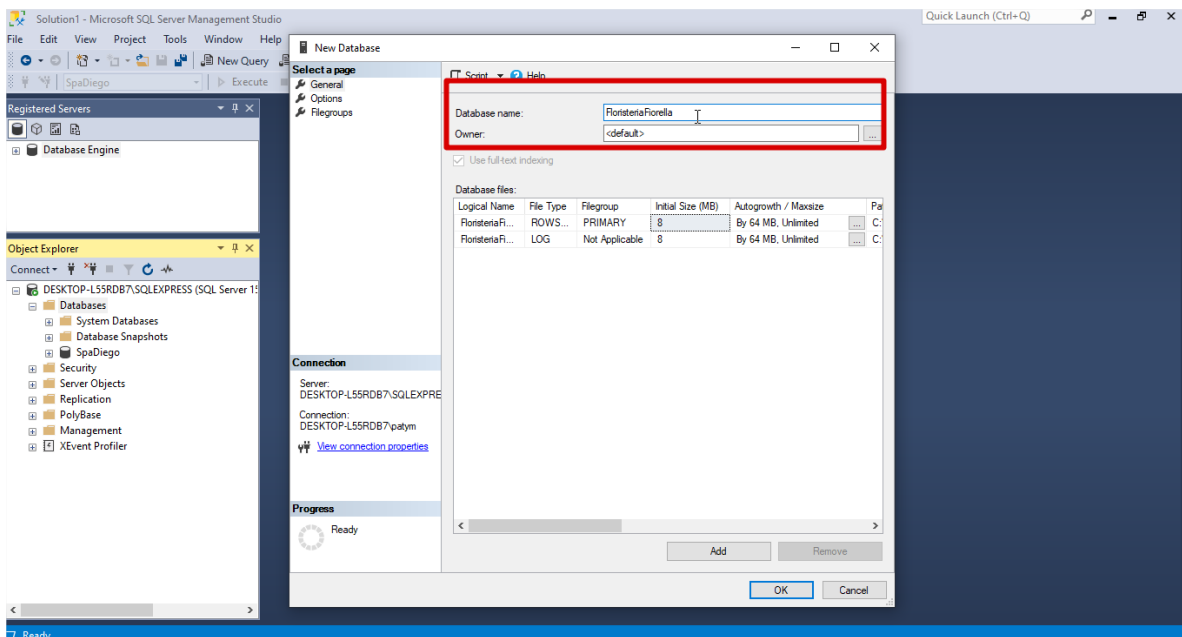 Solution1 - Microsoft SQL Server Management Studio
Quick Launch (Ctrl+Q)
File Edit View Project Tools Window Help
New Query
SpaDiego
Execute
Registered Servers
Database Engine
Object Explorer
Connect
DESKTOP-L55RDB7\SQLEXPRESS (SQL Server 15
Databases
System Databases
Database Snapshots
SpaDiego
Security
Server Objects
Replication
PolyBase
Management
XEvent Profiler
New Database
Select a page
General
Options
Filegroups
Script Help
Database name: FloristeriaFiorella
Owner: <default>
...
Use full-text indexing
Database files:
Logical Name File Type Filegroup Initial Size (MB) Autogrowth / Maxsize Pa
FloristeriaFi... ROWS... PRIMARY 8 By 64 MB, Unlimited ... C:
FloristeriaFi... LOG Not Applicable 8 By 64 MB, Unlimited ... C:
Connection
Server:
DESKTOP-L55RDB7\SQLEXPRE
Connection:
DESKTOP-L55RDB7\patym
View connection properties
Progress
Ready
Add Remove
OK Cancel
Ready